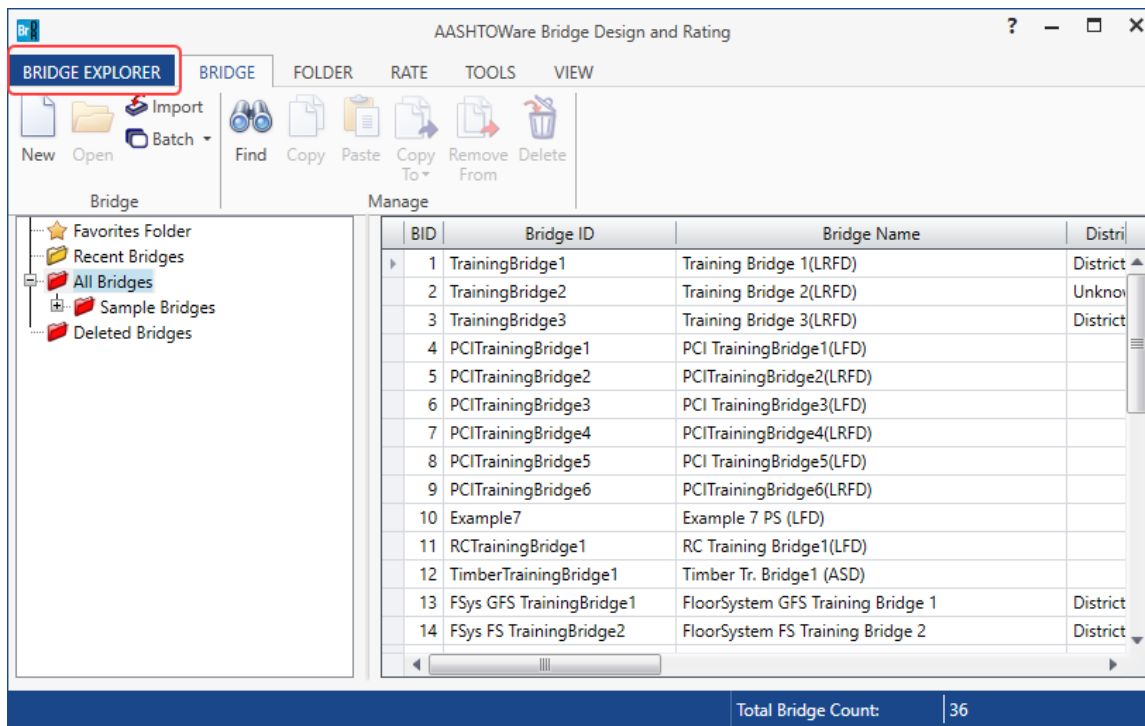 Br DR
AASHTOWare Bridge Design and Rating
BRIDGE EXPLORER BRIDGE FOLDER RATE TOOLS VIEW
New Open Import Batch Find Copy Paste Copy To Remove From Delete
Bridge Manage
Favorites Folder
Recent Bridges
All Bridges
Sample Bridges
Deleted Bridges
BID Bridge ID Bridge Name Distri
1 TrainingBridge1 Training Bridge 1(LRFD) District
2 TrainingBridge2 Training Bridge 2(LRFD) Unknow
3 TrainingBridge3 Training Bridge 3(LRFD) District
4 PCITrainingBridge1 PCI TrainingBridge1(LFD)
5 PCITrainingBridge2 PCITrainingBridge2(LRFD)
6 PCITrainingBridge3 PCI TrainingBridge3(LFD)
7 PCITrainingBridge4 PCITrainingBridge4(LRFD)
8 PCITrainingBridge5 PCI TrainingBridge5(LFD)
9 PCITrainingBridge6 PCITrainingBridge6(LRFD)
10 Example7 Example 7 PS (LFD)
11 RCTrainingBridge1 RC Training Bridge1(LFD)
12 TimberTrainingBridge1 Timber Tr. Bridge1 (ASD)
13 FSys GFS TrainingBridge1 FloorSystem GFS Training Bridge 1 District
14 FSys FS TrainingBridge2 FloorSystem FS Training Bridge 2 District
Total Bridge Count: 36